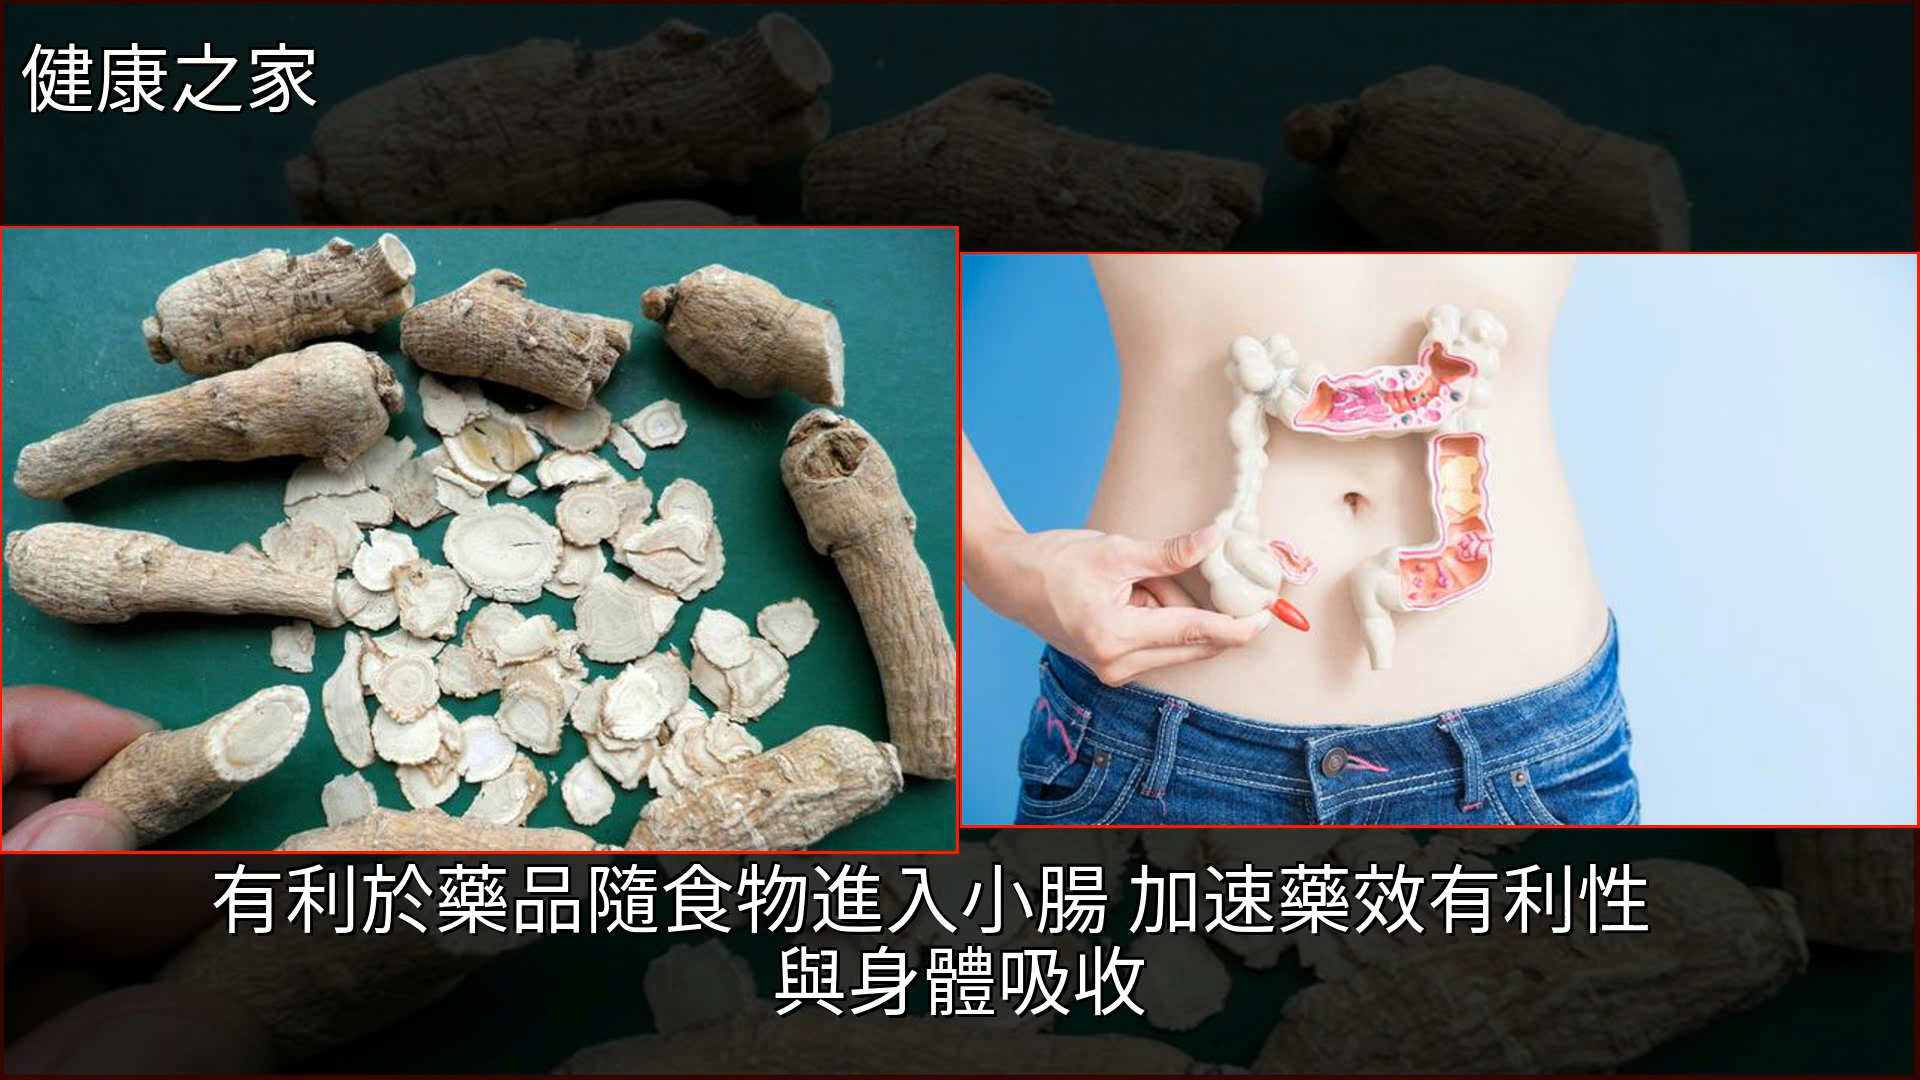 健康之家
有利於藥品隨食物進入小腸 加速藥效有利性
與身體吸收